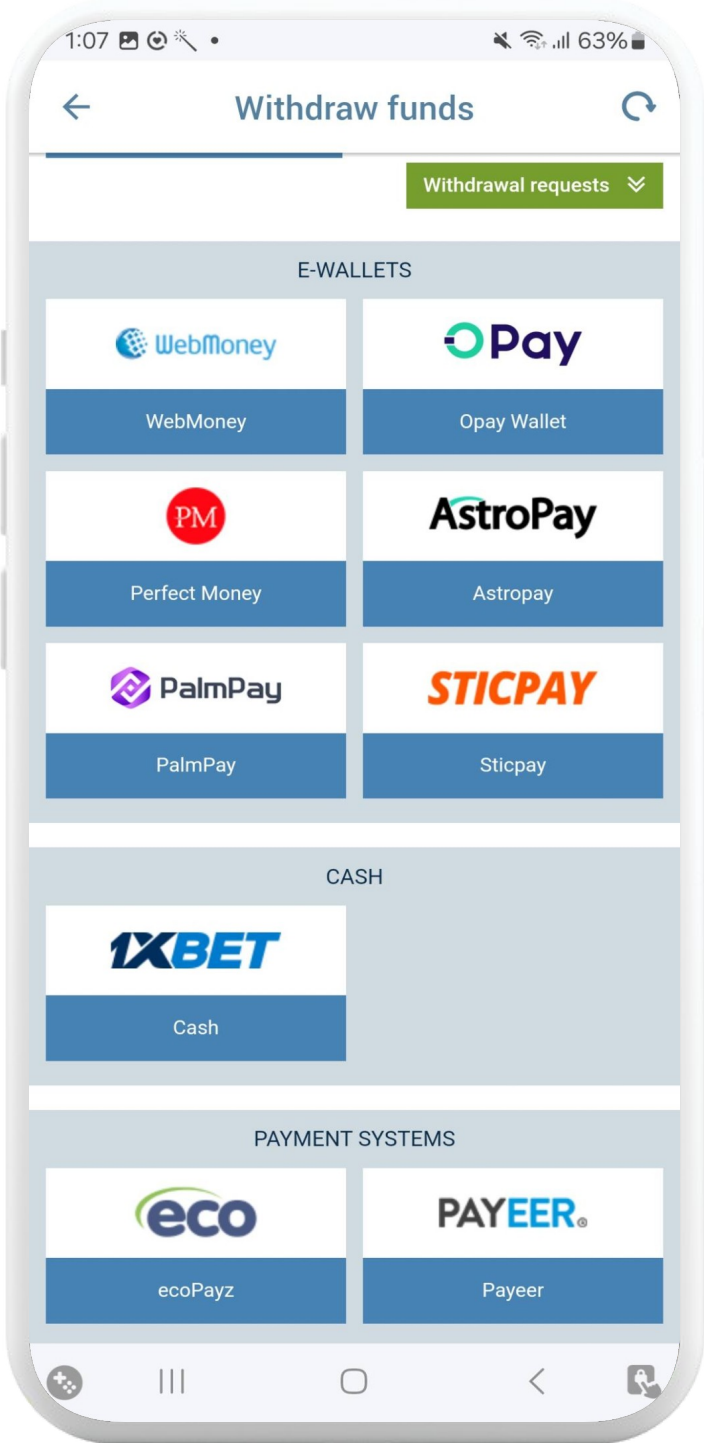 1:07 63%
Withdraw funds
Withdrawal requests
E-WALLETS
WebMoney OPay
WebMoney Opay Wallet
PM AstroPay
Perfect Money Astropay
PalmPay STICPAY
PalmPay Sticpay
CASH
1XBET
Cash
PAYMENT SYSTEMS
eco PAYEER®
ecoPayz Payeer